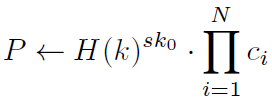 P ← H(k)^{sk_0} · ∏_{i=1}^{N} c_i